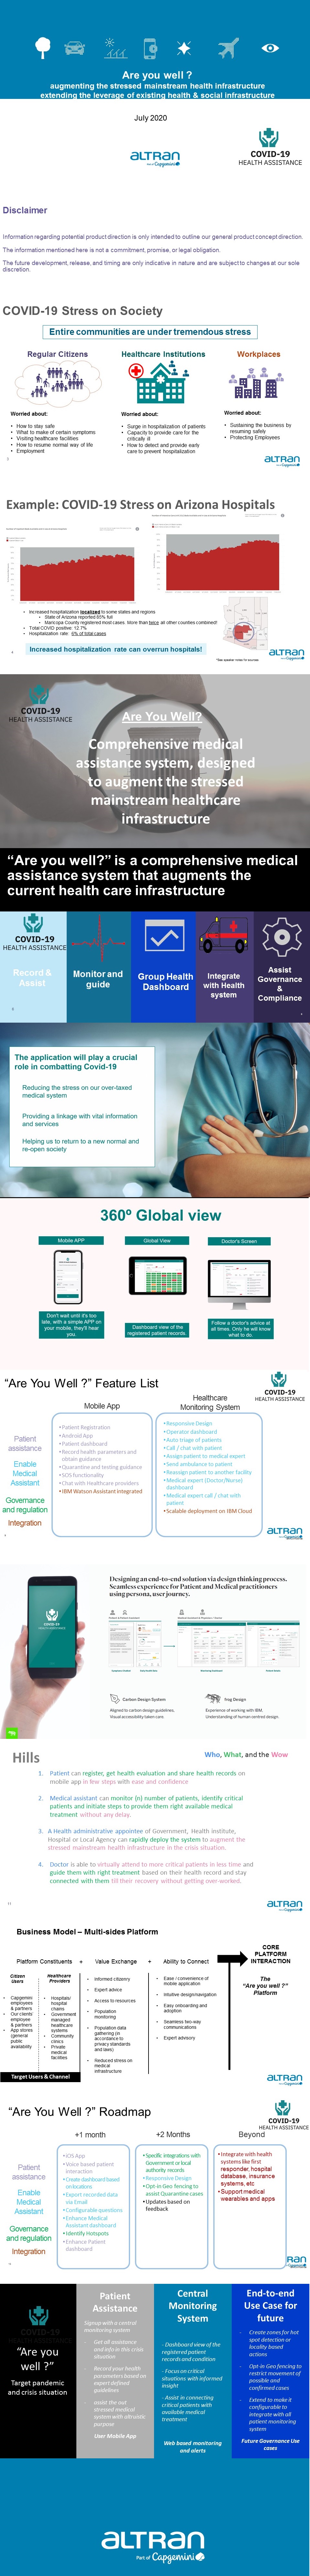 Are you well ?
augmenting the stressed mainstream health infrastructure
extending the leverage of existing health & social infrastructure
July 2020
ALTRAN
Part of Capgemini
COVID-19
HEALTH ASSISTANCE
Disclaimer
Information regarding potential product direction is only intended to outline our general product concept direction.
The information mentioned here is not a commitment, promise, or legal obligation.
The future development, release, and timing are only indicative in nature and are subject to changes at our sole
discretion.
COVID-19 Stress on Society
Entire communities are under tremendous stress
Regular Citizens
Healthcare Institutions
Workplaces
Worried about:
• How to stay safe
• What to make of certain symptoms
• Visiting healthcare facilities
• How to resume normal way of life
• Employment
Worried about:
• Surge in hospitalization of patients
• Capacity to provide care for the
critically ill
• How to detect and provide early
care to prevent hospitalization
Worried about:
• Sustaining the business by
resuming safely
• Protecting Employees
ALTRAN
Example: COVID-19 Stress on Arizona Hospitals
• Increased hospitalization localized to some states and regions
• State of Arizona reported 85% full
• Maricopa County registered most cases. More than twice all other counties combined!
• Total COVID positive: 12.7%
• Hospitalization rate: 6% of total cases
Increased hospitalization rate can overrun hospitals!
ALTRAN
COVID-19
HEALTH ASSISTANCE
Are You Well?
Comprehensive medical
assistance system, designed
to augment the stressed
mainstream healthcare
infrastructure
“Are you well?” is a comprehensive medical
assistance system that augments the
current health care infrastructure
COVID-19
HEALTH ASSISTANCE
Record &
Assist
Monitor and
guide
Group Health
Dashboard
Integrate
with Health
system
Assist
Governance
&
Compliance
The application will play a crucial
role in combatting Covid-19
Reducing the stress on our over-taxed
medical system
Providing a linkage with vital information
and services
Helping us to return to a new normal and
re-open society
360º Global view
Mobile APP
Global View
Doctor's Screen
Don't wait until it's too
late, with a simple APP on
your mobile, they'll hear
you.
Dashboard view of the
registered patient records.
Follow a doctor's advice at
all times. Only he will know
what to do.
“Are You Well ?” Feature List
COVID-19
HEALTH ASSISTANCE
Mobile App
Healthcare
Monitoring System
Patient
assistance
Enable
Medical
Assistant
Governance
and regulation
Integration
• Patient Registration
• Android App
• Patient dashboard
• Record health parameters and
obtain guidance
• Quarantine and testing guidance
• SOS functionality
• Chat with Healthcare providers
• IBM Watson Assistant integrated
• Responsive Design
• Operator dashboard
• Auto triage of patients
• Call / chat with patient
• Assign patient to medical expert
• Send ambulance to patient
• Reassign patient to another facility
• Medical expert (Doctor/Nurse)
dashboard
• Medical expert call / chat with
patient
• Scalable deployment on IBM Cloud
ALTRAN
COVID-19
HEALTH ASSISTANCE
Designing an end-to-end solution via design thinking process.
Seamless experience for Patient and Medical practitioners
using persona, user journey.
Carbon Design System
Aligned to carbon design guidelines.
Visual accessibility taken care.
frog Design
Experience of working with IBM.
Understanding of human centred design.
Hills
Who, What, and the Wow
1. Patient can register, get health evaluation and share health records on
mobile app in few steps with ease and confidence
2. Medical assistant can monitor (n) number of patients, identify critical
patients and initiate steps to provide them right available medical
treatment without any delay.
3. A Health administrative appointee of Government, Health institute,
Hospital or Local Agency can rapidly deploy the system to augment the
stressed mainstream health infrastructure in the crisis situation.
4. Doctor is able to virtually attend to more critical patients in less time and
guide them with right treatment based on their health record and stay
connected with them till their recovery without getting over worked.
ALTRAN
Business Model – Multi-sides Platform
Platform Constituents + Value Exchange + Ability to Connect
CORE
PLATFORM
INTERACTION
Citizen
Users
Healthcare
Providers
• Capgemini
employees
& partners
• Our clients'
employee
& partners
• App stores
(general
public
availability)
• Hospitals/
hospital
chains
• Government
managed
healthcare
systems
• Community
clinics
• Private
medical
facilities
Target Users & Channel
• Informed citizenry
• Expert advice
• Access to resources
• Population
monitoring
• Population data
gathering (in
accordance to
privacy standards
and laws)
• Reduced stress on
medical
infrastructure
• Ease / convenience of
mobile application
• Intuitive design/navigation
• Easy onboarding and
adoption
• Seamless two-way
communications
• Expert advisory
The
“Are you well ?”
Platform
ALTRAN
“Are You Well ?” Roadmap
COVID-19
HEALTH ASSISTANCE
+1 month
+2 Months
Beyond
Patient
assistance
Enable
Medical
Assistant
Governance
and regulation
Integration
• iOS App
• Voice based patient
interaction
• Create dashboard based
on locations
• Export recorded data
via Email
• Configurable questions
• Enhance Medical
Assistant dashboard
• Identify Hotspots
• Enhance Patient
dashboard
• Specific integrations with
Government or local
authority records
• Responsive Design
• Opt-in Geo fencing to
assist Quarantine cases
• Updates based on
feedback
• Integrate with health
systems like first
responder, hospital
database, insurance
systems, etc
• Support medical
wearables and apps
RAN
COVID-19
“Are you
well ?”
Target pandemic
and crisis situation
Patient
Assistance
Signup with a central
monitoring system
- Get all assistance
and info in this crisis
situation
- Record your health
parameters based on
expert defined
guidelines
- assist the out
stressed medical
system with altruistic
purpose
User Mobile App
Central
Monitoring
System
- Dashboard view of the
registered patient
records and condition
- Focus on critical
situations with informed
insight
- Assist in connecting
critical patients with
available medical
treatment
Web based monitoring
and alerts
End-to-end
Use Case for
future
- Create zones for hot
spot detection or
locality based
actions
- Opt-in Geo fencing to
restrict movement of
possible and
confirmed cases
- Extend to make it
configurable to
integrate with all
patient monitoring
system
Future Governance Use
cases
ALTRAN
Part of Capgemini